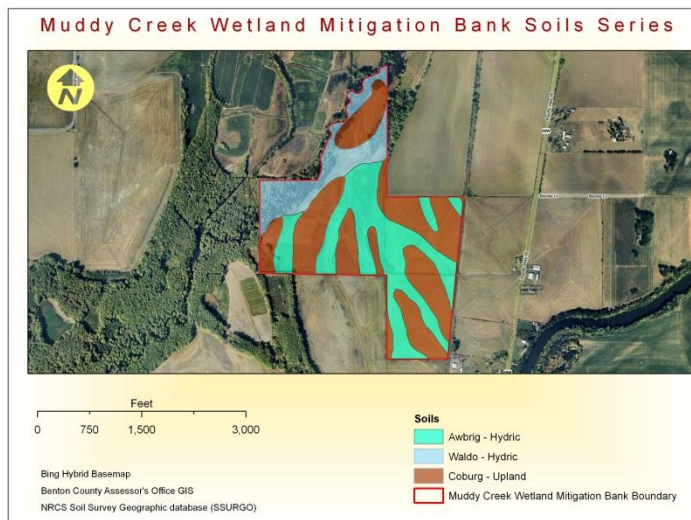 Muddy Creek Wetland Mitigation Bank Soils Series
N
Feet
0 750 1,500 3,000
Bing Hybrid Basemap
Benton County Assessor's Office GIS
NRCS Soil Survey Geographic database (SSURGO)
Soils
Awbrig - Hydric
Waldo - Hydric
Coburg - Upland
Muddy Creek Wetland Mitigation Bank Boundary